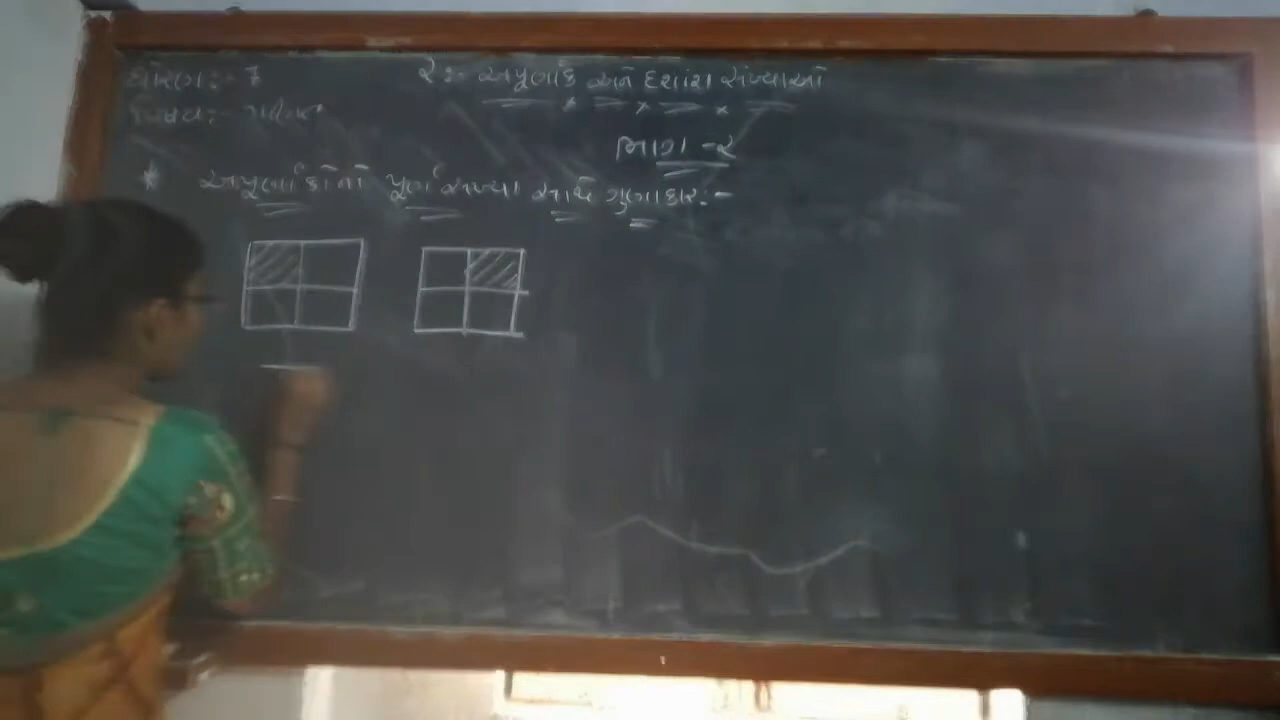 ધોરણ :- 7
વિષય :- ગણિત
૨ :- અપુર્ણાંક અને દશાંશ સંખ્યાઓ
ભાગ - ૨
* અપુર્ણાંકોનો પુર્ણ સંખ્યા સાથે ગુણાકાર :-